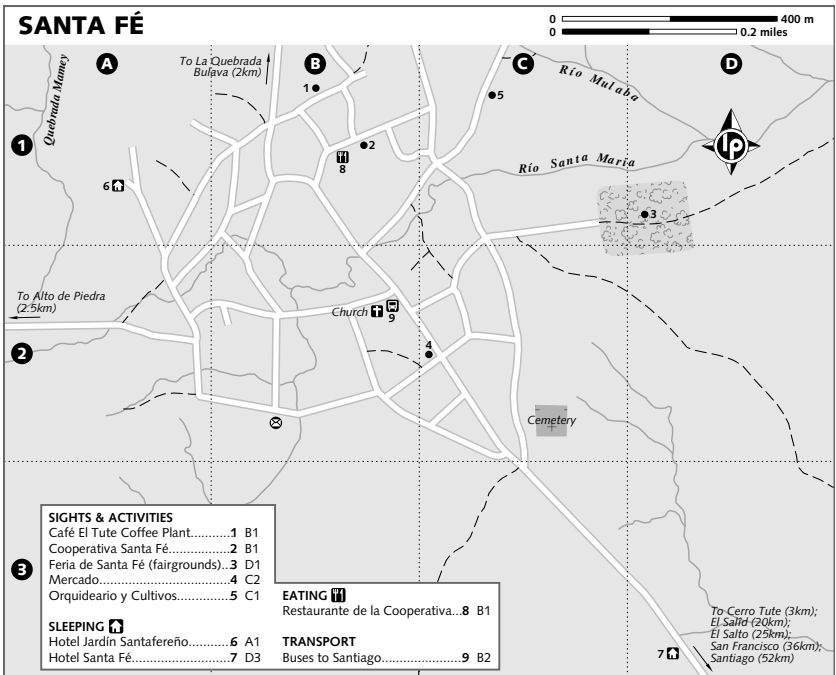 SANTA FÉ
0 400 m
0 0.2 miles
A
B
C
D
Quebrada Mamey
To La Quebrada
Bulava (2km)
1
5
Río Mulaba
1
2
8
Río Santa María
lp
6
3
To Alto de Piedra
(2.5km)
Church
9
2
4
Cemetery
3
SIGHTS & ACTIVITIES
Café El Tute Coffee Plant..........1 B1
Cooperativa Santa Fé...............2 B1
Feria de Santa Fé (fairgrounds)..3 D1
Mercado................................4 C2
Orquideario y Cultivos.............5 C1
SLEEPING
Hotel Jardín Santafereño.........6 A1
Hotel Santa Fé.......................7 D3
EATING
Restaurante de la Cooperativa...8 B1
TRANSPORT
Buses to Santiago...................9 B2
7
To Cerro Tute (3km);
El Salid (20km);
El Salto (25km);
San Francisco (36km);
Santiago (52km)